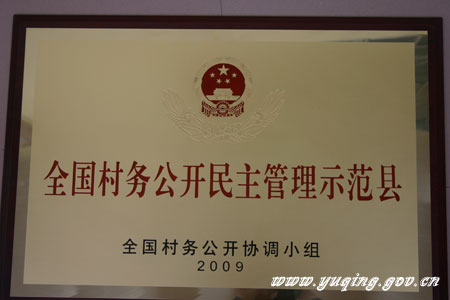 全国村务公开民主管理示范县
全国村务公开协调小组
2009
www.yuqing.gov.cn